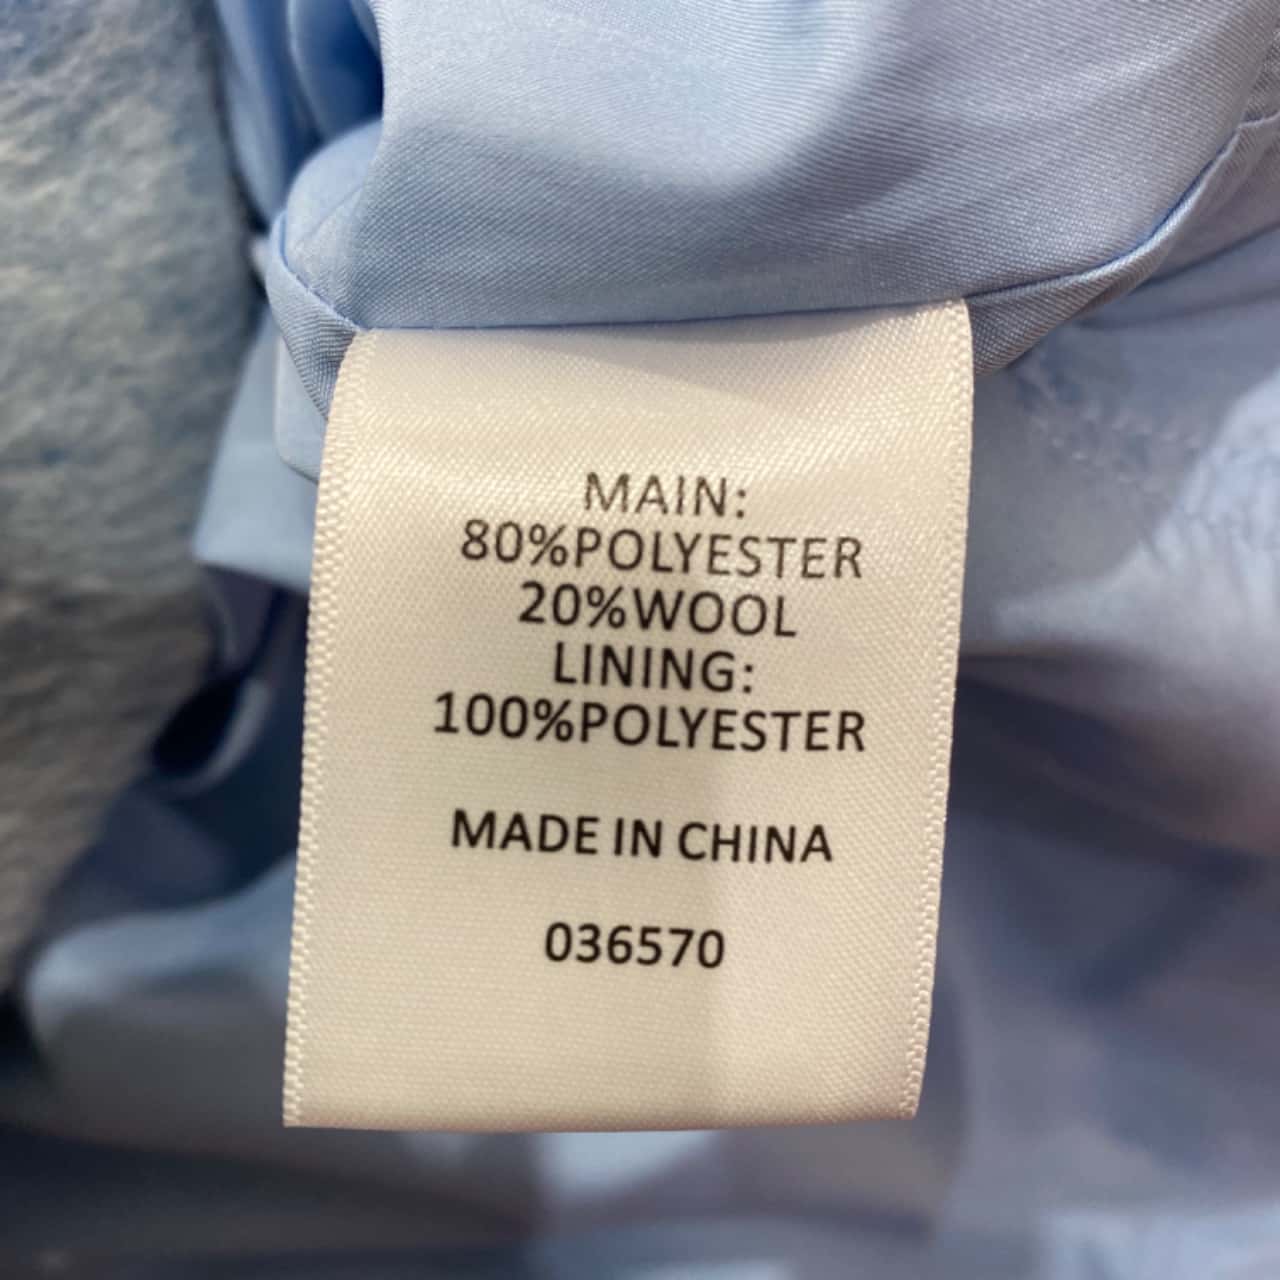 MAIN:
80%POLYESTER
20%WOOL
LINING:
100%POLYESTER
MADE IN CHINA
036570